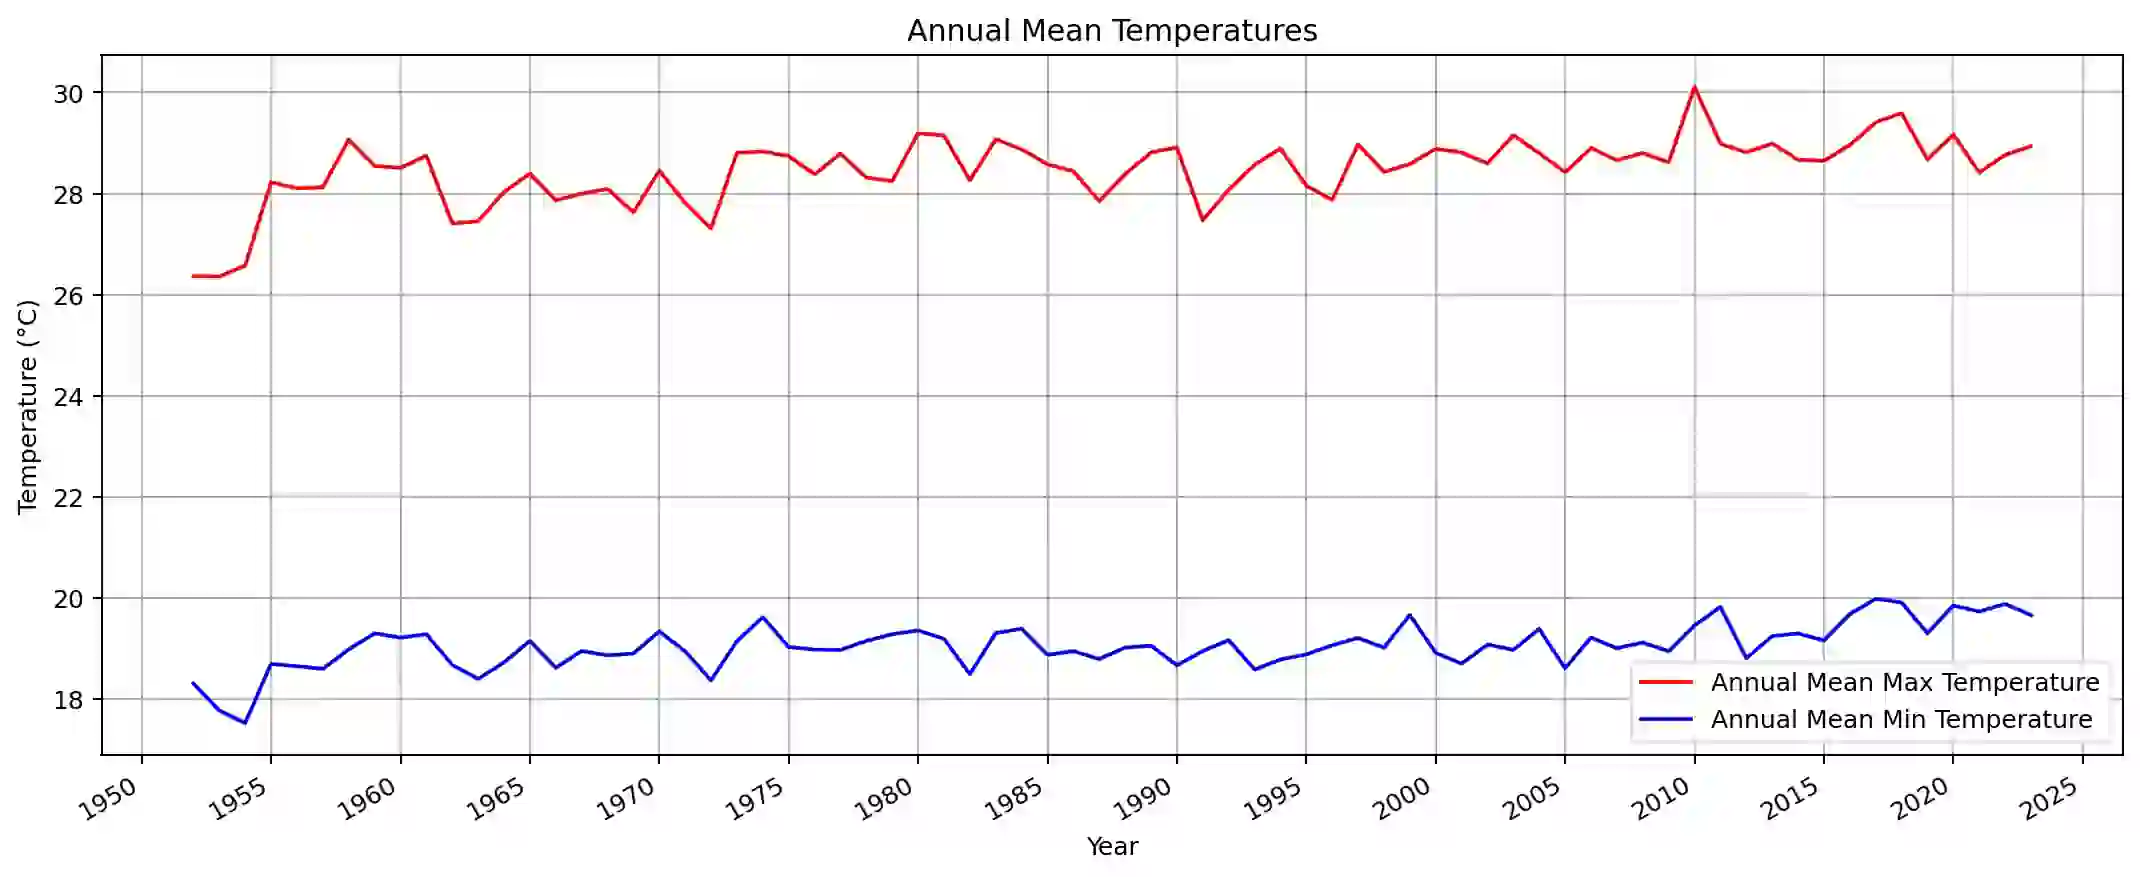 Annual Mean Temperatures
Temperature (°C)
30
28
26
24
22
20
18
Annual Mean Max Temperature
Annual Mean Min Temperature
1950 1955 1960 1965 1970 1975 1980 1985 1990 1995 2000 2005 2010 2015 2020 2025
Year